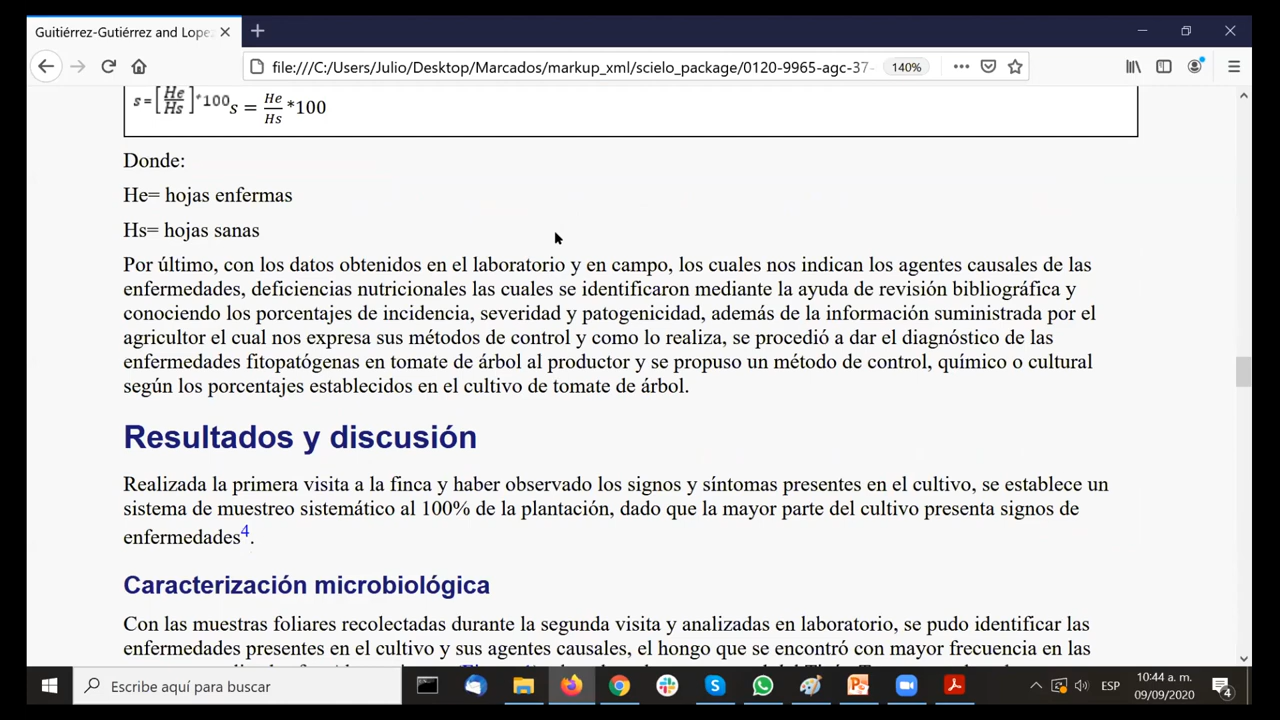 Guitiérrez-Gutiérrez and Lope
file:///C:/Users/Julio/Desktop/Marcados/markup_xml/scielo_package/0120-9965-agc-37-
140%
s=[He/Hs]*100 s = He/Hs *100
Donde:
He= hojas enfermas
Hs= hojas sanas
Por último, con los datos obtenidos en el laboratorio y en campo, los cuales nos indican los agentes causales de las
enfermedades, deficiencias nutricionales las cuales se identificaron mediante la ayuda de revisión bibliográfica y
conociendo los porcentajes de incidencia, severidad y patogenicidad, además de la información suministrada por el
agricultor el cual nos expresa sus métodos de control y como lo realiza, se procedió a dar el diagnóstico de las
enfermedades fitopatógenas en tomate de árbol al productor y se propuso un método de control, químico o cultural
según los porcentajes establecidos en el cultivo de tomate de árbol.
Resultados y discusión
Realizada la primera visita a la finca y haber observado los signos y síntomas presentes en el cultivo, se establece un
sistema de muestreo sistemático al 100% de la plantación, dado que la mayor parte del cultivo presenta signos de
enfermedades4.
Caracterización microbiológica
Con las muestras foliares recolectadas durante la segunda visita y analizadas en laboratorio, se pudo identificar las
enfermedades presentes en el cultivo y sus agentes causales, el hongo que se encontró con mayor frecuencia en las
Escribe aquí para buscar
ESP
10:44 a. m.
09/09/2020
4